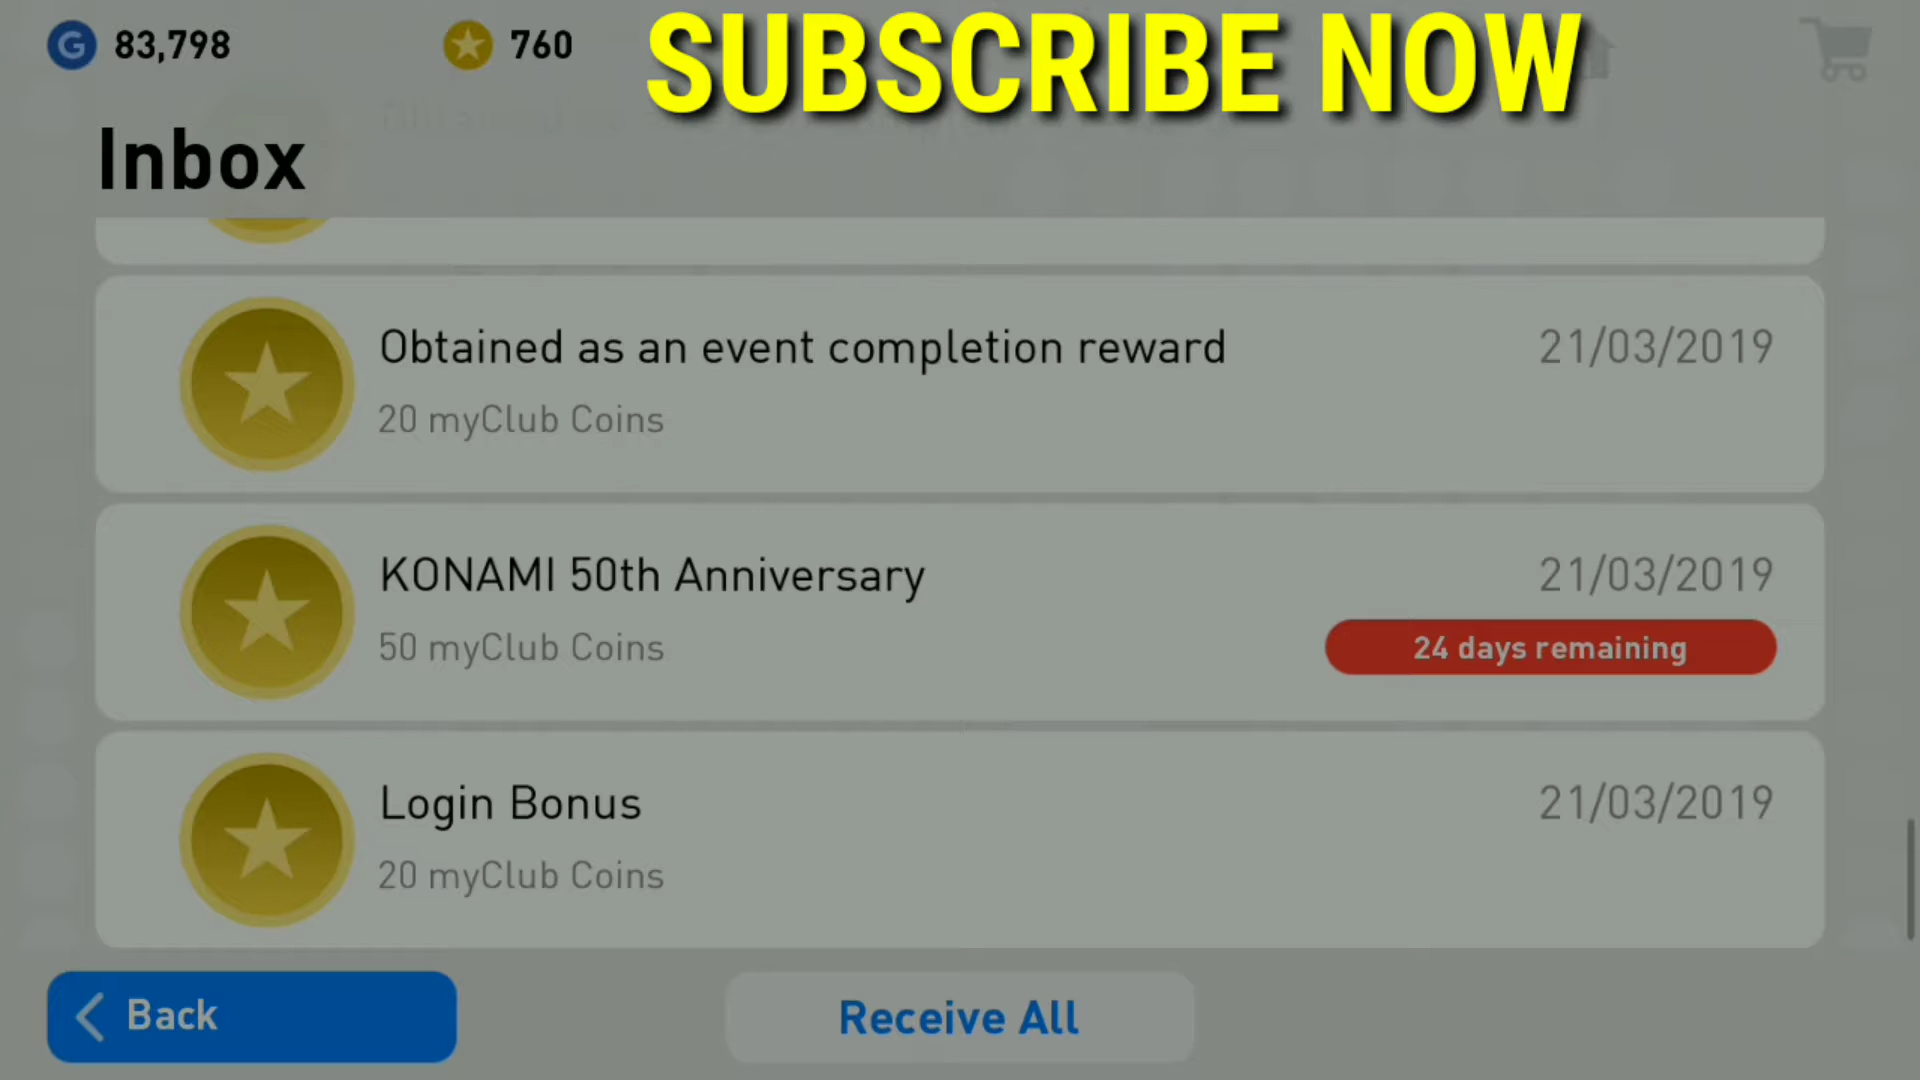 G 83,798
760
SUBSCRIBE NOW
Inbox
Obtained as an event completion reward
21/03/2019
20 myClub Coins
KONAMI 50th Anniversary
21/03/2019
50 myClub Coins
24 days remaining
Login Bonus
21/03/2019
20 myClub Coins
Back
Receive All